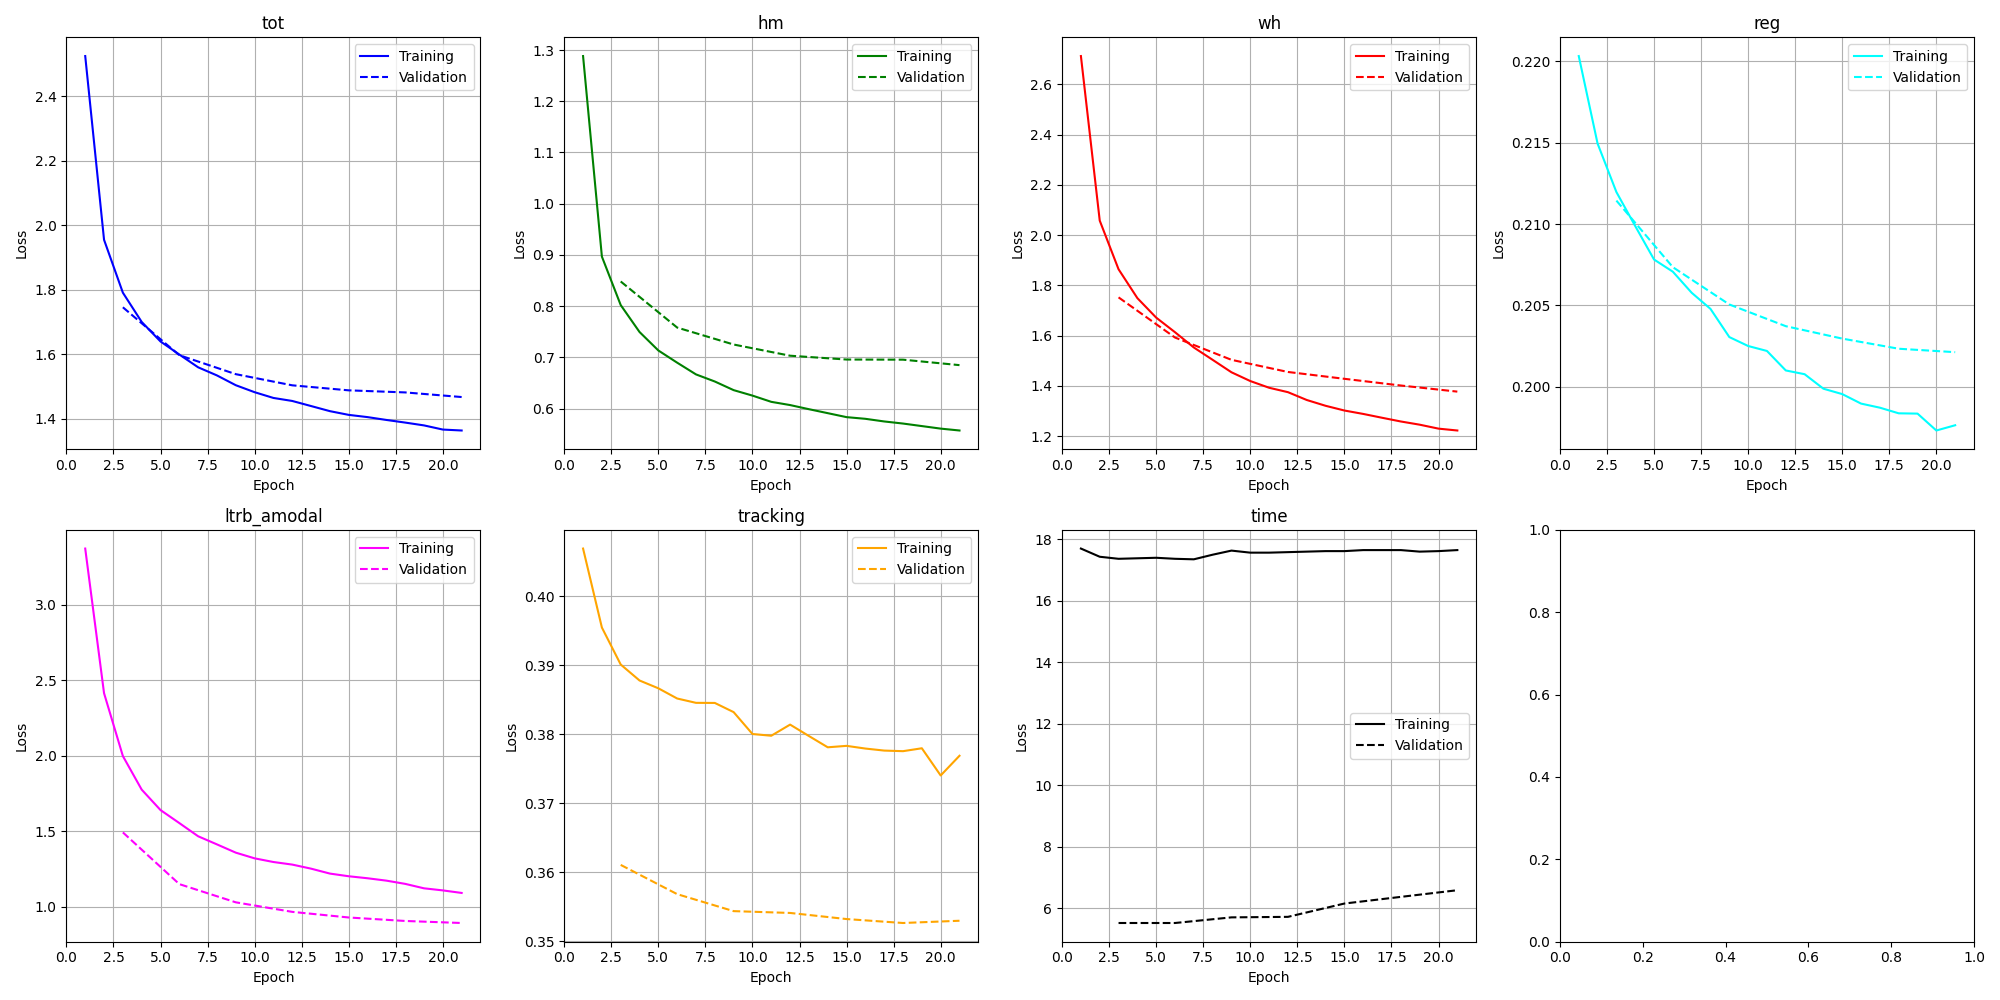 tot
Training
Validation
Loss
2.4
2.2
2.0
1.8
1.6
1.4
0.0 2.5 5.0 7.5 10.0 12.5 15.0 17.5 20.0
Epoch
hm
Training
Validation
Loss
1.3
1.2
1.1
1.0
0.9
0.8
0.7
0.6
0.0 2.5 5.0 7.5 10.0 12.5 15.0 17.5 20.0
Epoch
wh
Training
Validation
Loss
2.6
2.4
2.2
2.0
1.8
1.6
1.4
1.2
0.0 2.5 5.0 7.5 10.0 12.5 15.0 17.5 20.0
Epoch
reg
Training
Validation
Loss
0.220
0.215
0.210
0.205
0.200
0.0 2.5 5.0 7.5 10.0 12.5 15.0 17.5 20.0
Epoch
ltrb_amodal
Training
Validation
Loss
3.0
2.5
2.0
1.5
1.0
0.0 2.5 5.0 7.5 10.0 12.5 15.0 17.5 20.0
Epoch
tracking
Training
Validation
Loss
0.40
0.39
0.38
0.37
0.36
0.35
0.0 2.5 5.0 7.5 10.0 12.5 15.0 17.5 20.0
Epoch
time
Training
Validation
Loss
18
16
14
12
10
8
6
0.0 2.5 5.0 7.5 10.0 12.5 15.0 17.5 20.0
Epoch
1.0
0.8
0.6
0.4
0.2
0.0
0.0 0.2 0.4 0.6 0.8 1.0